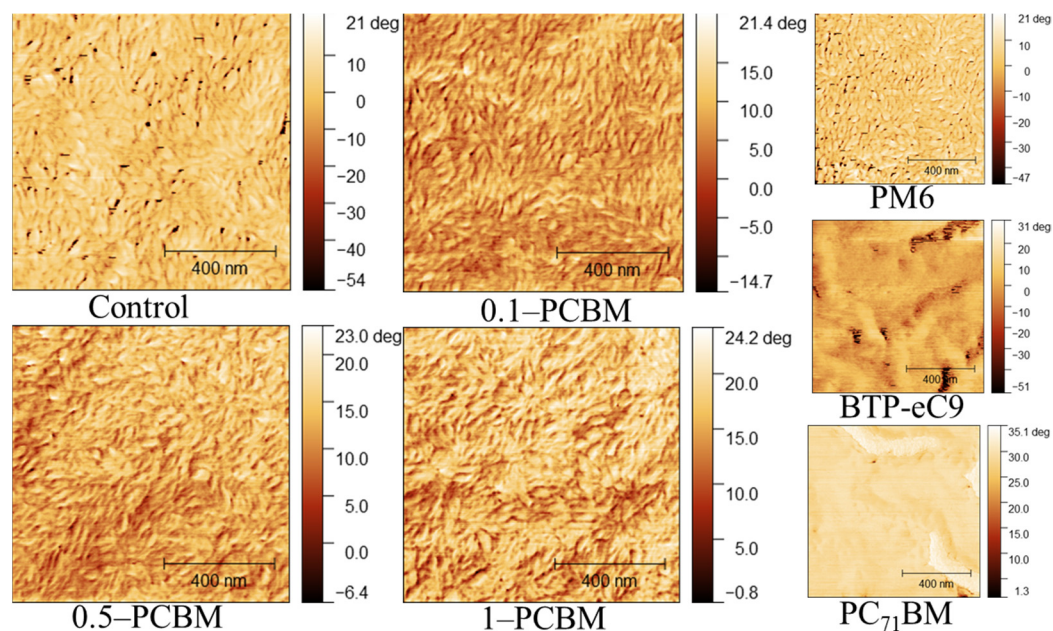 21 deg
10
0
−10
−20
−30
−40
−54
400 nm
Control
21.4 deg
15.0
10.0
5.0
0.0
−5.0
−14.7
400 nm
0.1–PCBM
21 deg
10
0
−10
−20
−30
−47
400 nm
PM6
31 deg
20
10
0
−10
−20
−30
−51
400 nm
BTP-eC9
23.0 deg
20.0
15.0
10.0
5.0
0.0
−6.4
400 nm
0.5–PCBM
24.2 deg
20.0
15.0
10.0
5.0
−0.8
400 nm
1–PCBM
35.1 deg
30.0
25.0
20.0
15.0
10.0
1.3
400 nm
PC₇₁BM